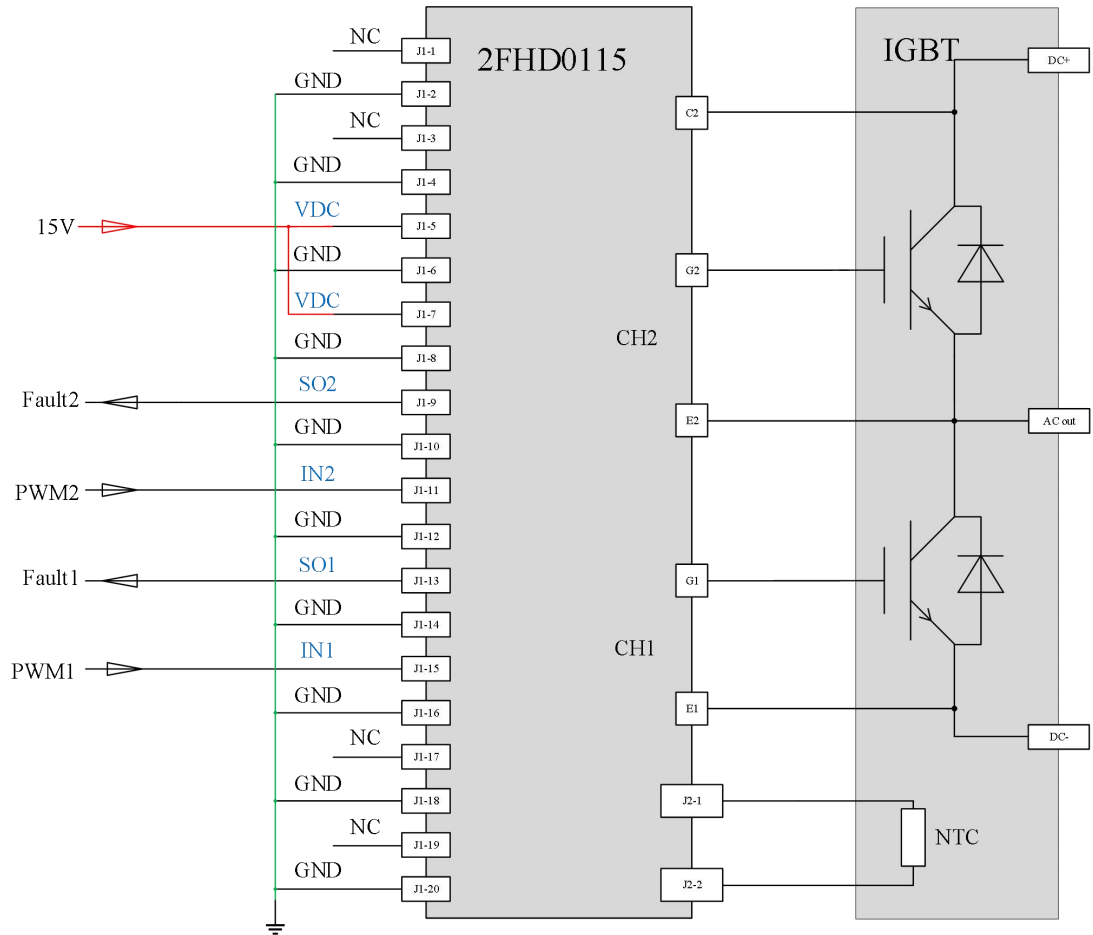 NC
J1-1
2FHD0115
IGBT
DC+
GND
J1-2
C2
NC
J1-3
GND
J1-4
15V
VDC
J1-5
GND
J1-6
G2
VDC
J1-7
CH2
GND
J1-8
Fault2
SO2
J1-9
E2
AC out
GND
J1-10
PWM2
IN2
J1-11
GND
J1-12
Fault1
SO1
J1-13
G1
GND
J1-14
CH1
PWM1
IN1
J1-15
GND
J1-16
E1
DC-
NC
J1-17
GND
J1-18
J2-1
NC
J1-19
NTC
GND
J1-20
J2-2